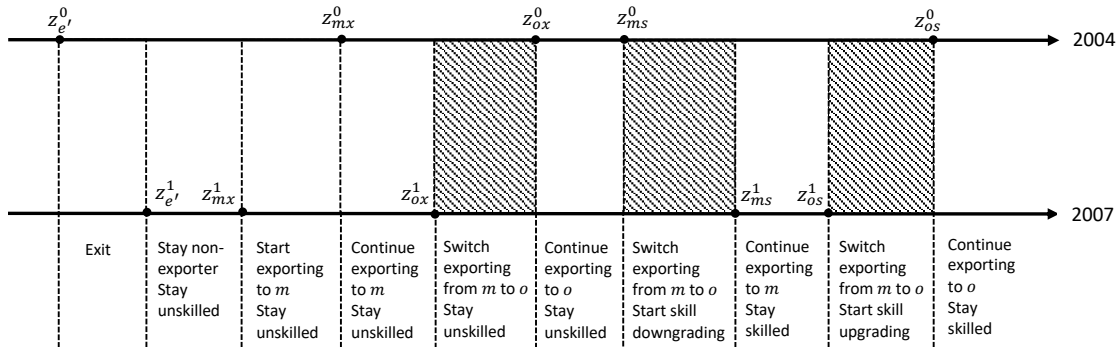 z⁰ₑ′ z⁰ₘₓ z⁰ₒₓ z⁰ₘₛ z⁰ₒₛ
2004
z¹ₑ′ z¹ₘₓ z¹ₒₓ z¹ₘₛ z¹ₒₛ
2007
Exit
Stay non-
exporter
Stay
unskilled
Start
exporting
to m
Stay
unskilled
Continue
exporting
to m
Stay
unskilled
Switch
exporting
from m to o
Stay
unskilled
Continue
exporting
to o
Stay
unskilled
Switch
exporting
from m to o
Start skill
downgrading
Continue
exporting
to m
Stay
skilled
Switch
exporting
from m to o
Start skill
upgrading
Continue
exporting
to o
Stay
skilled